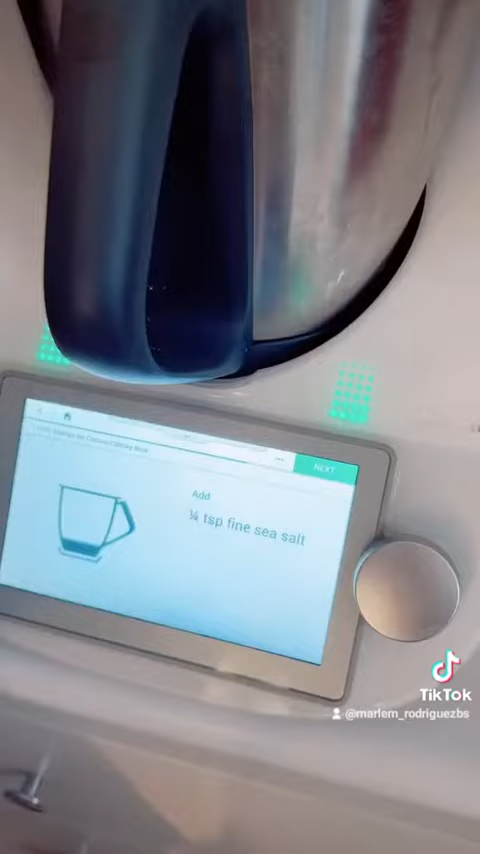 NEXT
Add
¼ tsp fine sea salt
TikTok
@marlem_rodriguezbs